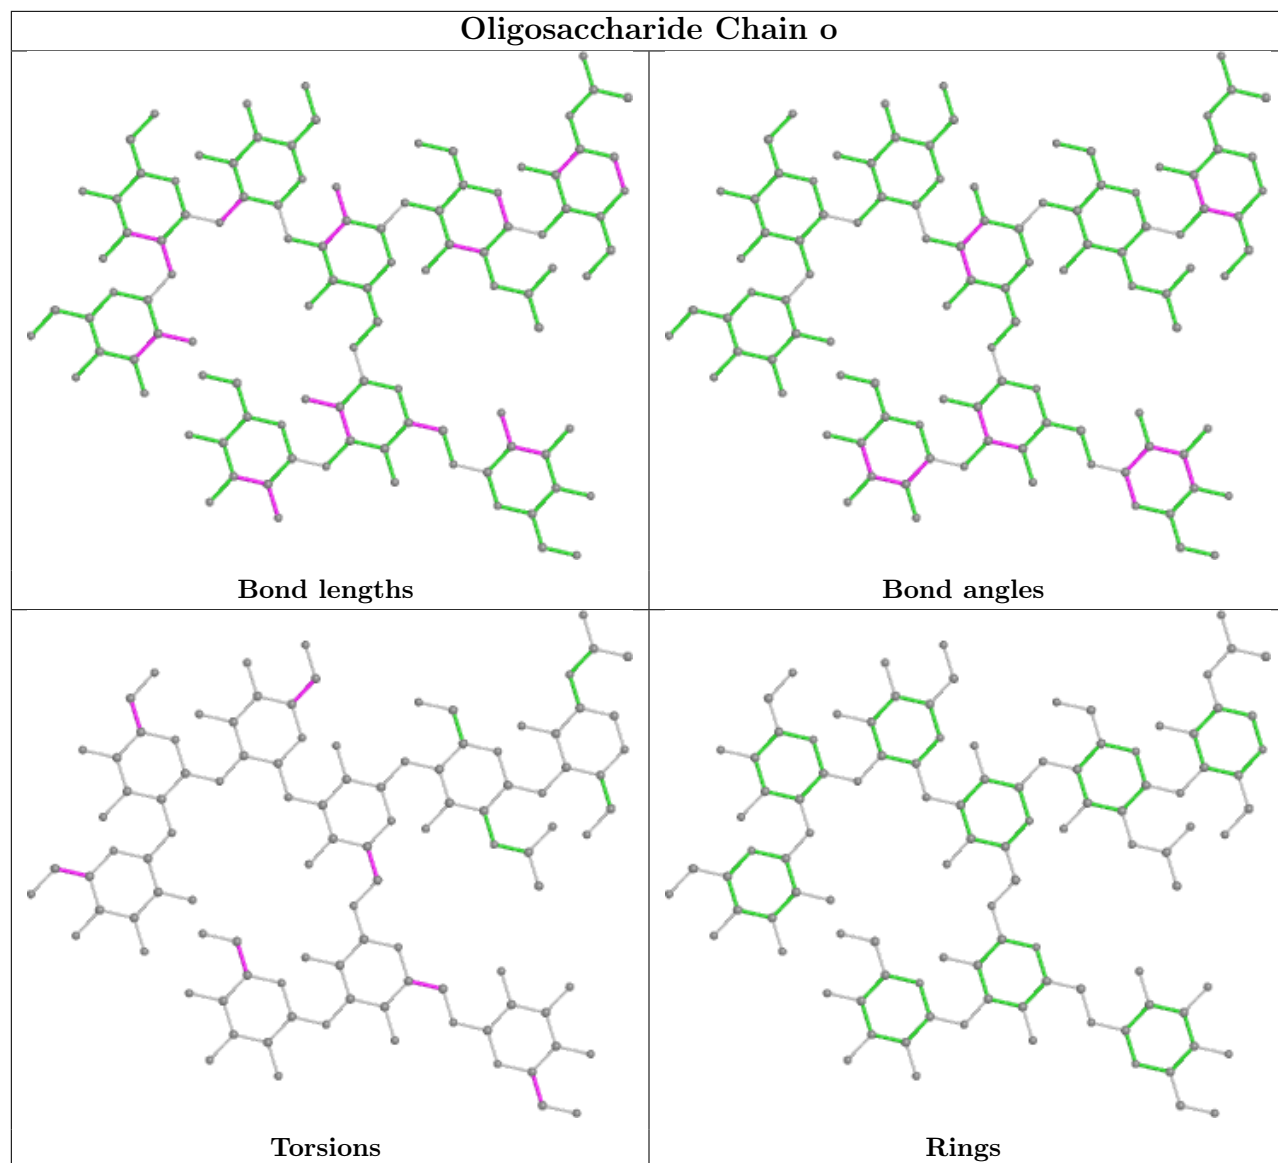 Oligosaccharide Chain o
Bond lengths
Bond angles
Torsions
Rings